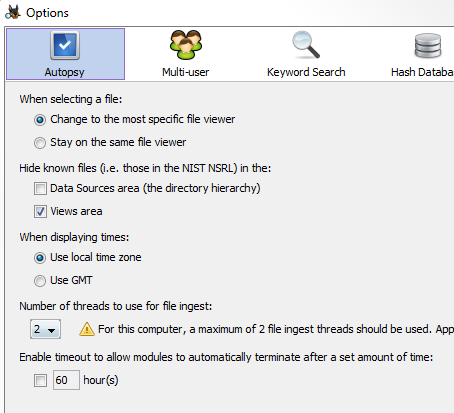 Options
Autopsy
Multi-user
Keyword Search
Hash Databa
When selecting a file:
Change to the most specific file viewer
Stay on the same file viewer
Hide known files (i.e. those in the NIST NSRL) in the:
Data Sources area (the directory hierarchy)
Views area
When displaying times:
Use local time zone
Use GMT
Number of threads to use for file ingest:
2 For this computer, a maximum of 2 file ingest threads should be used. App
Enable timeout to allow modules to automatically terminate after a set amount of time:
60 hour(s)